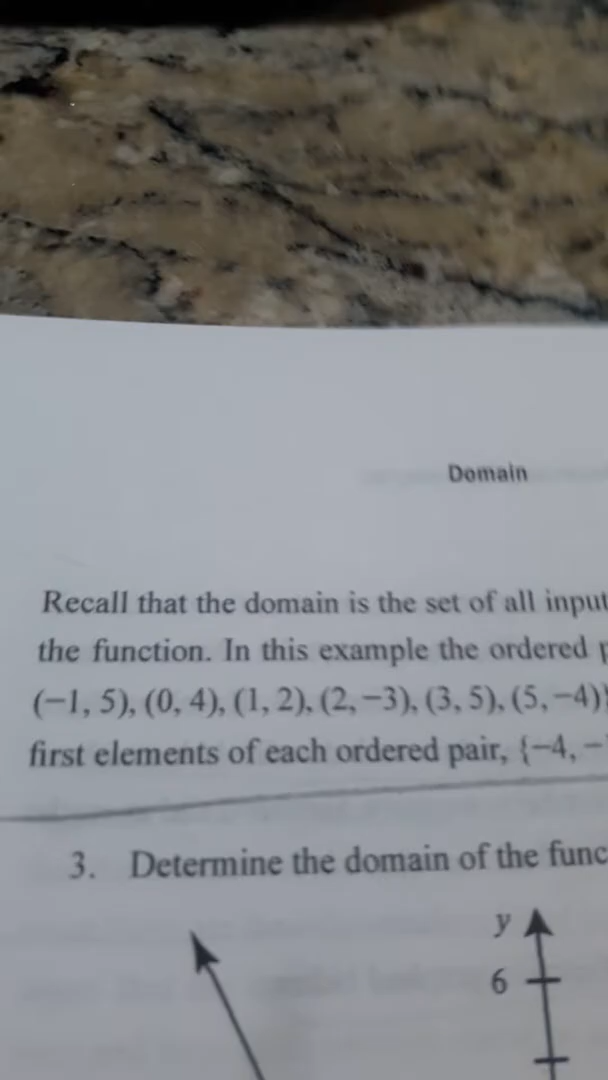 Domain
Recall that the domain is the set of all input
the function. In this example the ordered
(−1, 5), (0, 4), (1, 2), (2, −3), (3, 5), (5, −4)}
first elements of each ordered pair, {−4, −
3. Determine the domain of the func
y
6